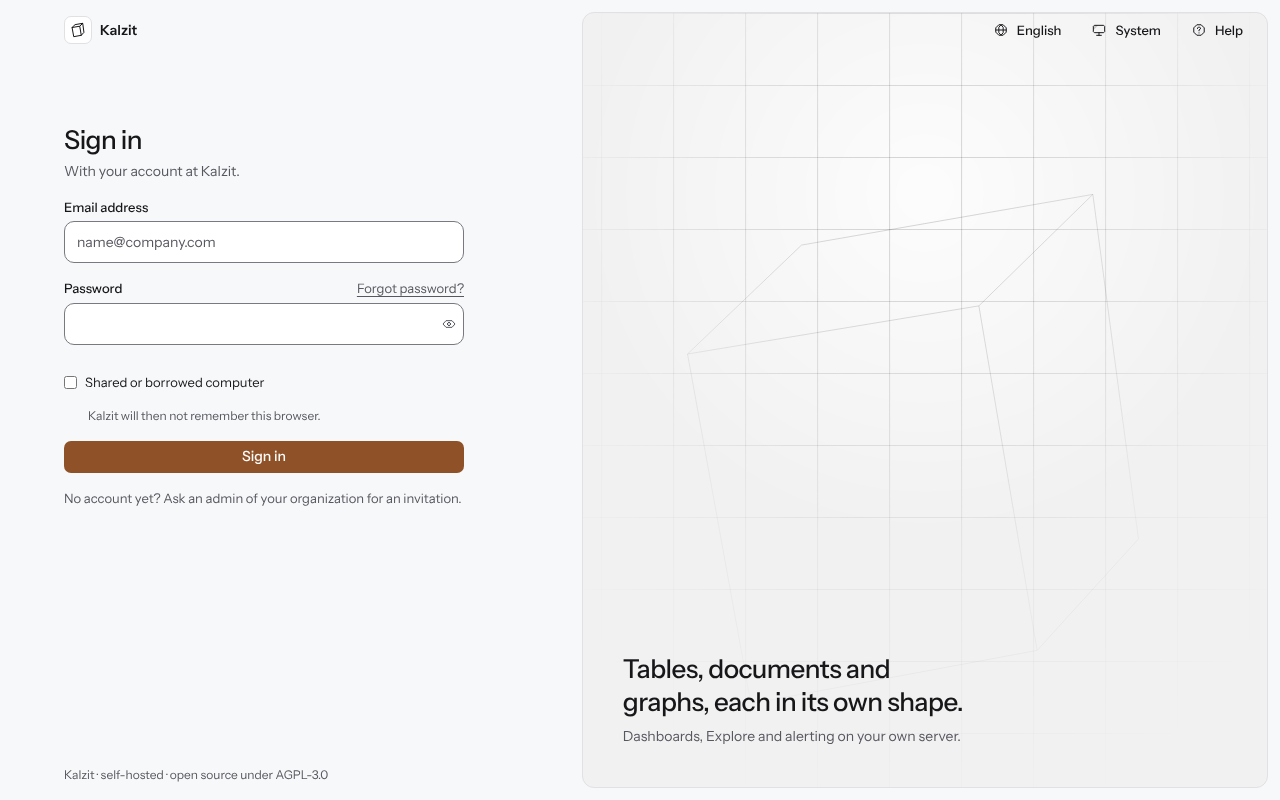 Kalzit
English
System
Help
Sign in
With your account at Kalzit.
Email address
name@company.com
Password
Forgot password?
Shared or borrowed computer
Kalzit will then not remember this browser.
Sign in
No account yet? Ask an admin of your organization for an invitation.
Tables, documents and
graphs, each in its own shape.
Dashboards, Explore and alerting on your own server.
Kalzit · self-hosted · open source under AGPL-3.0